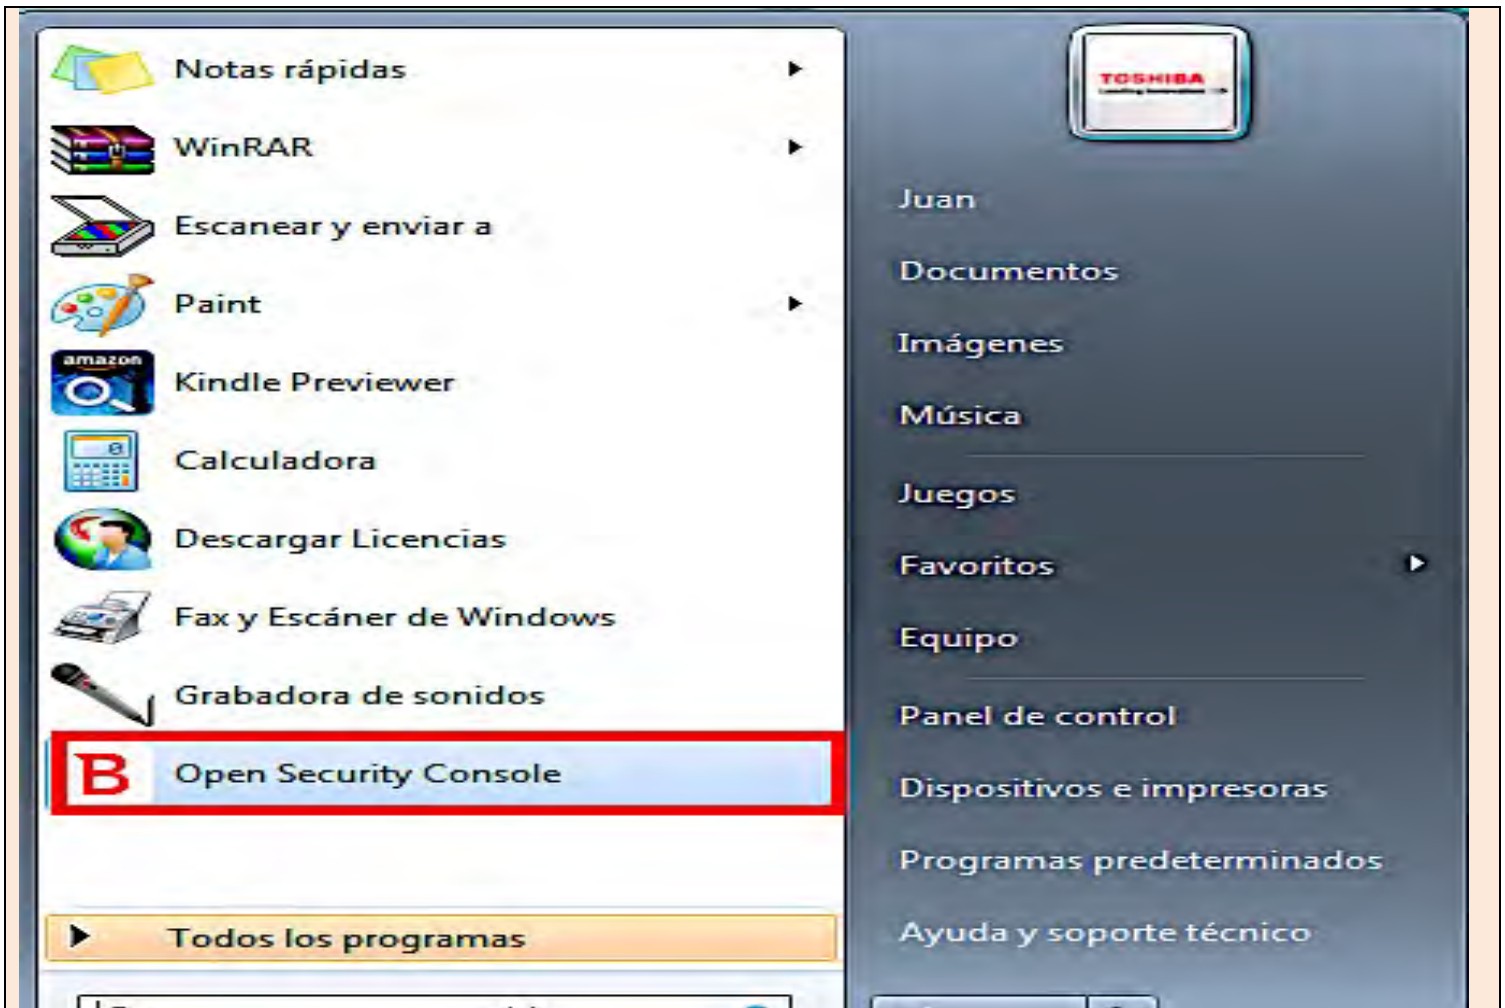 Notas rápidas
WinRAR
Escanear y enviar a
Paint
amazon
Kindle Previewer
Calculadora
Descargar Licencias
Fax y Escáner de Windows
Grabadora de sonidos
B
Open Security Console
Todos los programas
TOSHIBA
Leading Innovation
Juan
Documentos
Imágenes
Música
Juegos
Favoritos
Equipo
Panel de control
Dispositivos e impresoras
Programas predeterminados
Ayuda y soporte técnico